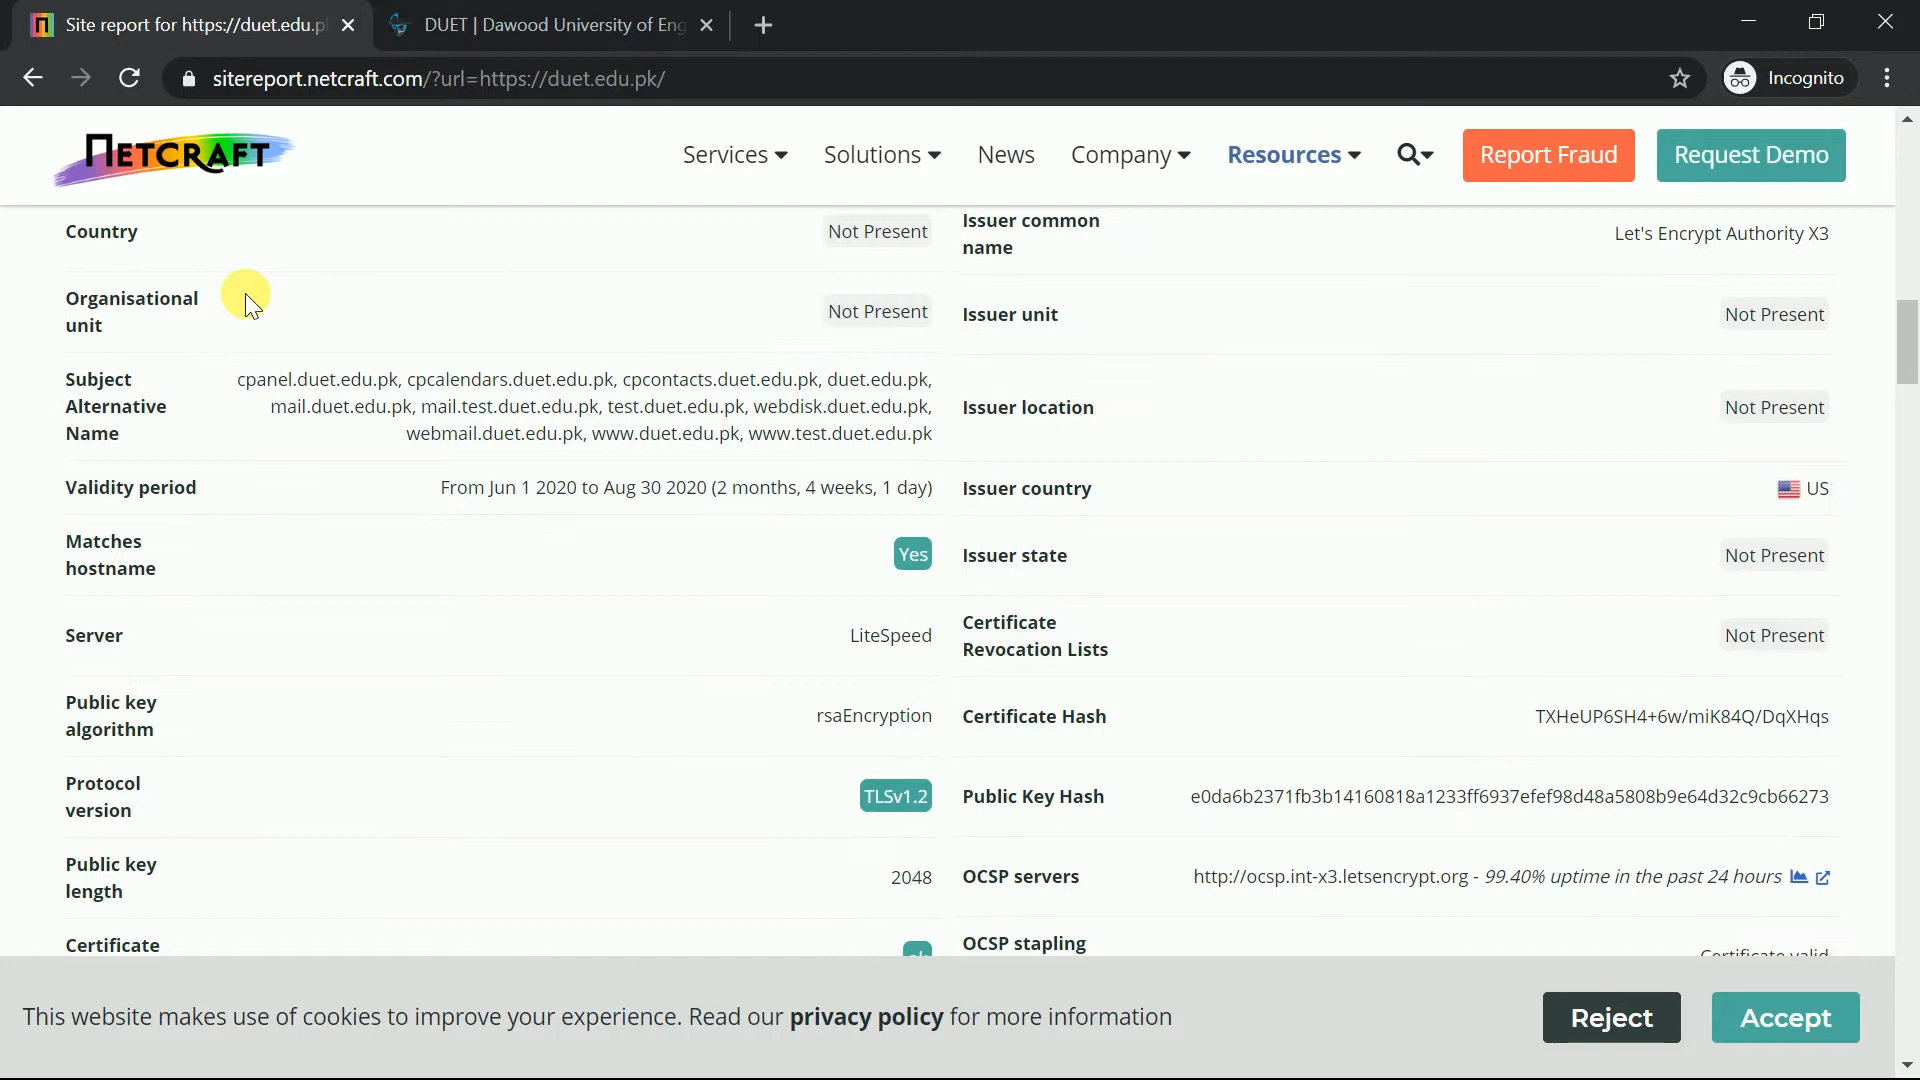 Site report for https://duet.edu.p
DUET | Dawood University of Eng
sitereport.netcraft.com/?url=https://duet.edu.pk/
Incognito
NETCRAFT
Services
Solutions
News
Company
Resources
Report Fraud
Request Demo
Country
Not Present
Organisational
unit
Not Present
Subject
Alternative
Name
cpanel.duet.edu.pk, cpcalendars.duet.edu.pk, cpcontacts.duet.edu.pk, duet.edu.pk,
mail.duet.edu.pk, mail.test.duet.edu.pk, test.duet.edu.pk, webdisk.duet.edu.pk,
webmail.duet.edu.pk, www.duet.edu.pk, www.test.duet.edu.pk
Validity period
From Jun 1 2020 to Aug 30 2020 (2 months, 4 weeks, 1 day)
Matches
hostname
Yes
Server
LiteSpeed
Public key
algorithm
rsaEncryption
Protocol
version
TLSv1.2
Public key
length
2048
Certificate
Issuer common
name
Let's Encrypt Authority X3
Issuer unit
Not Present
Issuer location
Not Present
Issuer country
US
Issuer state
Not Present
Certificate
Revocation Lists
Not Present
Certificate Hash
TXHeUP6SH4+6w/miK84Q/DqXHqs
Public Key Hash
e0da6b2371fb3b14160818a1233ff6937efef98d48a5808b9e64d32c9cb66273
OCSP servers
http://ocsp.int-x3.letsencrypt.org - 99.40% uptime in the past 24 hours
OCSP stapling
Certificate valid
This website makes use of cookies to improve your experience. Read our privacy policy for more information
Reject
Accept